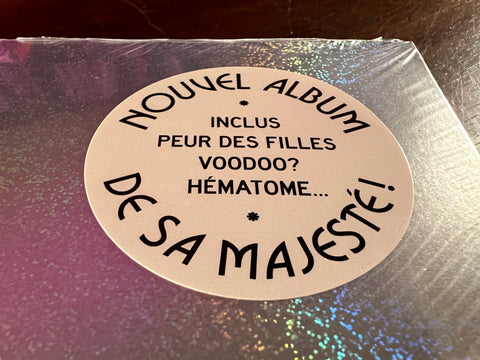 NOUVEL ALBUM
INCLUS
PEUR DES FILLES
VOODOO?
HÉMATOME...
DE SA MAJESTÉ!